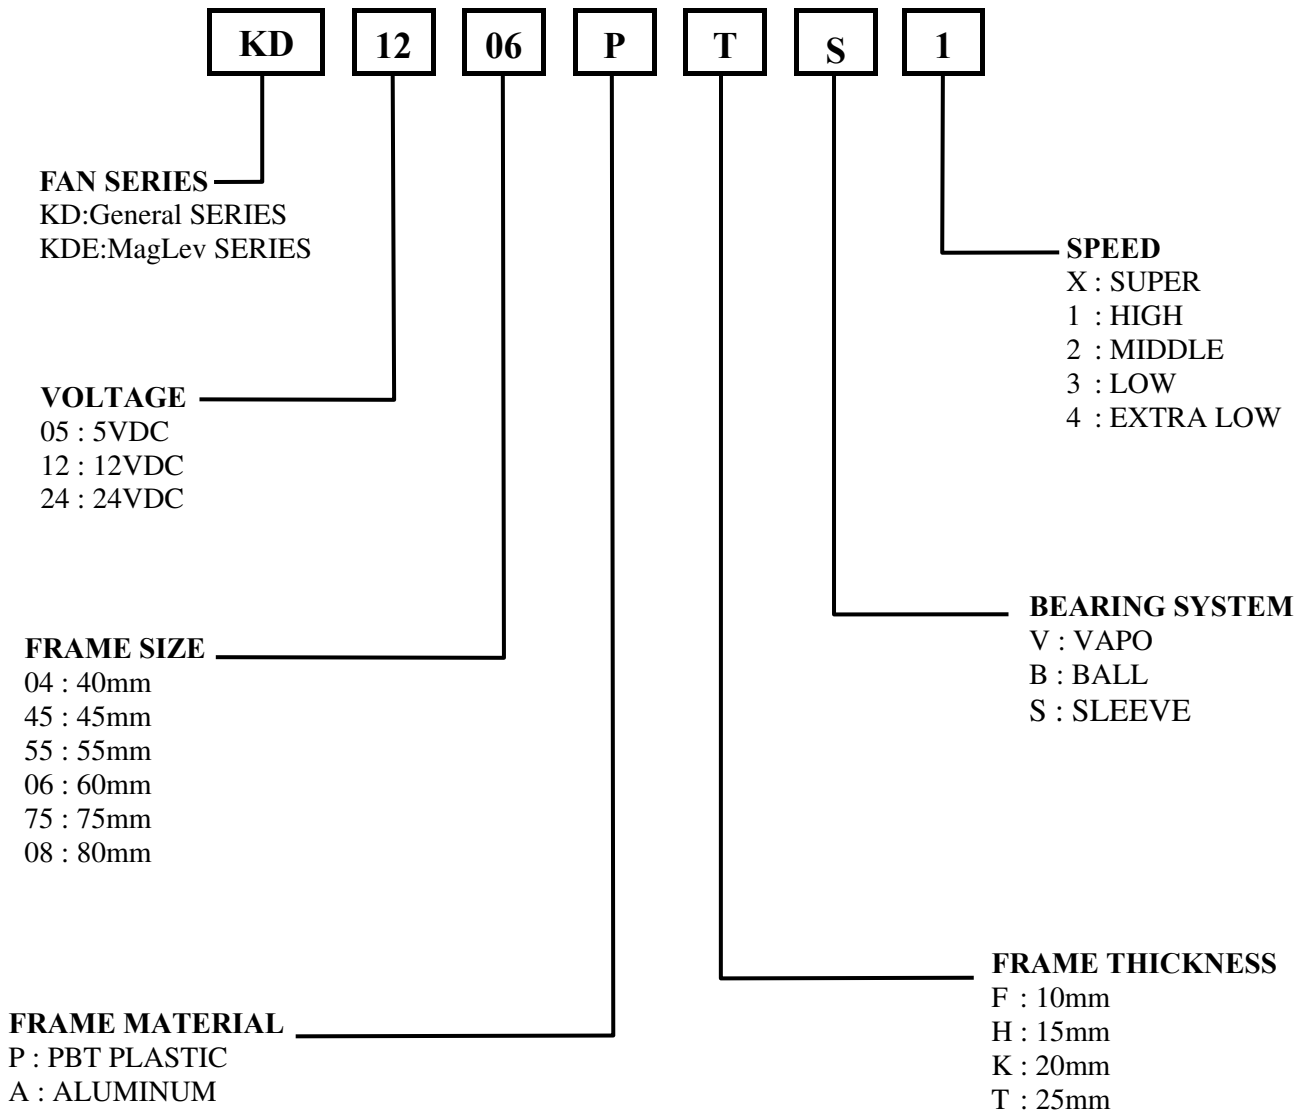 KD 12 06 P T S 1
FAN SERIES
KD:General SERIES
KDE:MagLev SERIES
VOLTAGE
05 : 5VDC
12 : 12VDC
24 : 24VDC
FRAME SIZE
04 : 40mm
45 : 45mm
55 : 55mm
06 : 60mm
75 : 75mm
08 : 80mm
FRAME MATERIAL
P : PBT PLASTIC
A : ALUMINUM
SPEED
X : SUPER
1 : HIGH
2 : MIDDLE
3 : LOW
4 : EXTRA LOW
BEARING SYSTEM
V : VAPO
B : BALL
S : SLEEVE
FRAME THICKNESS
F : 10mm
H : 15mm
K : 20mm
T : 25mm